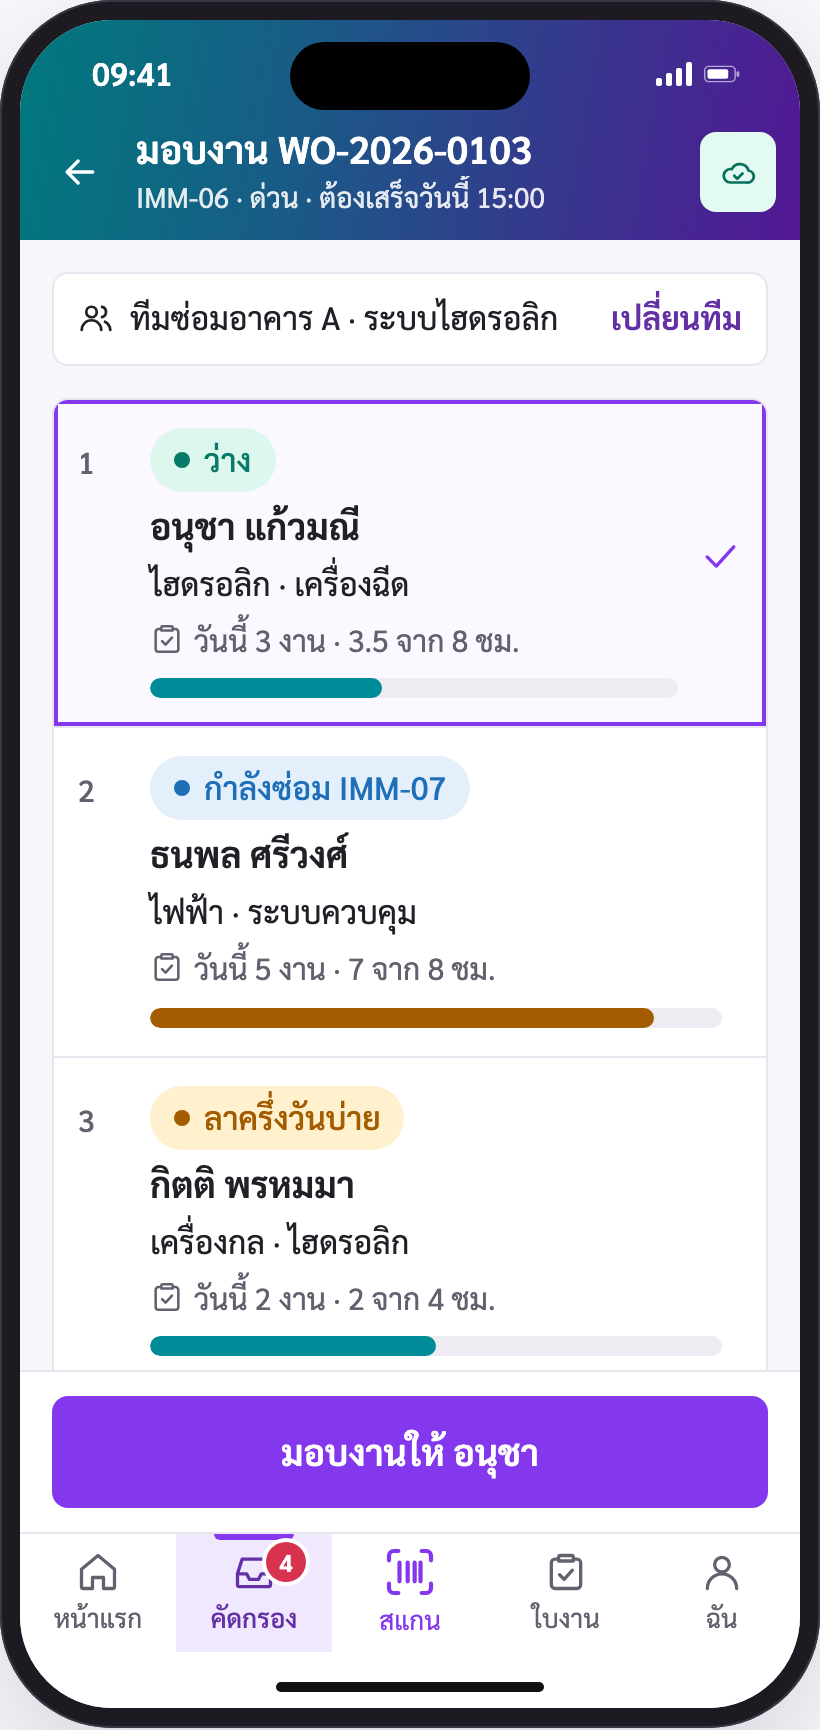 09:41
มอบงาน WO-2026-0103
IMM-06 · ด่วน · ต้องเสร็จวันนี้ 15:00
ทีมซ่อมอาคาร A · ระบบไฮดรอลิก เปลี่ยนทีม
1 ว่าง
อนุชา แก้วมณี
ไฮดรอลิก · เครื่องฉีด
วันนี้ 3 งาน · 3.5 จาก 8 ชม.
2 กำลังซ่อม IMM-07
ธนพล ศรีวงศ์
ไฟฟ้า · ระบบควบคุม
วันนี้ 5 งาน · 7 จาก 8 ชม.
3 ลาครึ่งวันบ่าย
กิตติ พรหมมา
เครื่องกล · ไฮดรอลิก
วันนี้ 2 งาน · 2 จาก 4 ชม.
มอบงานให้ อนุชา
4
หน้าแรก คัดกรอง สแกน ใบงาน ฉัน